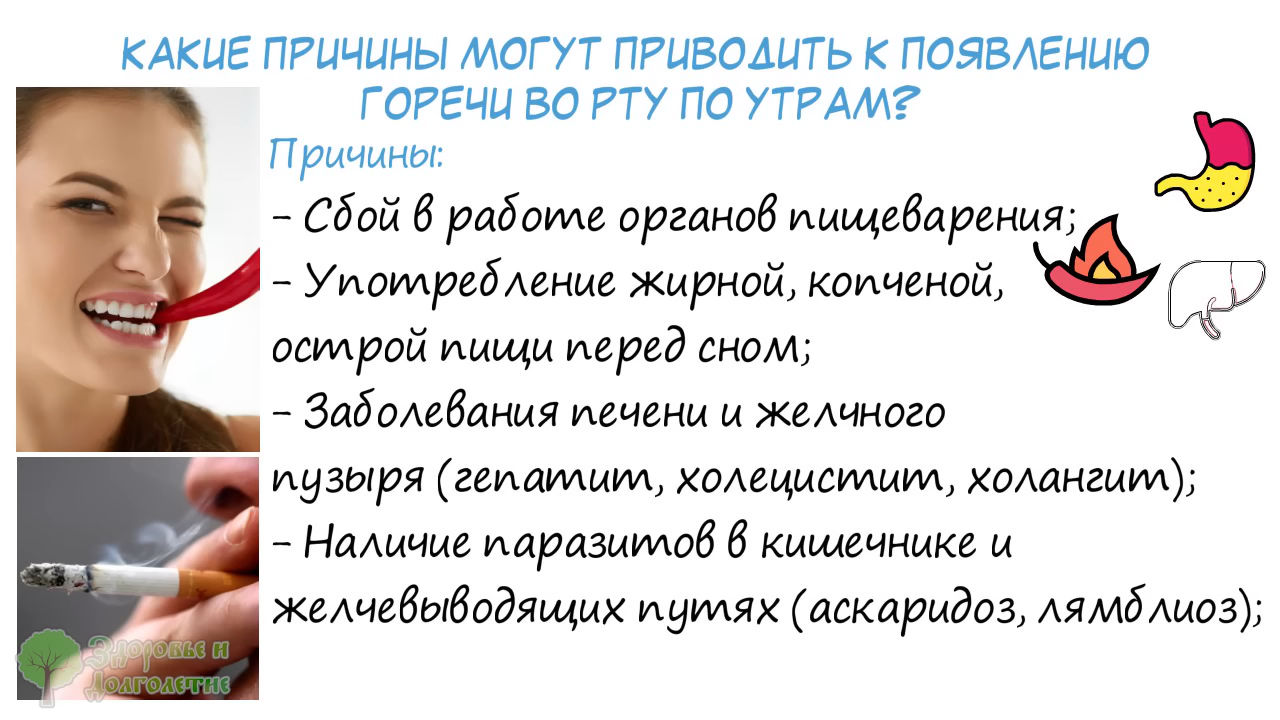 КАКИЕ ПРИЧИНЫ МОГУТ ПРИВОДИТЬ К ПОЯВЛЕНИЮ
ГОРЕЧИ ВО РТУ ПО УТРАМ?
Причины:
- Сбой в работе органов пищеварения;
- Употребление жирной, копченой,
острой пищи перед сном;
- Заболевания печени и желчного
пузыря (гепатит, холецистит, холангит);
- Наличие паразитов в кишечнике и
желчевыводящих путях (аскаридоз, лямблиоз);
Здоровье и
Долголетие